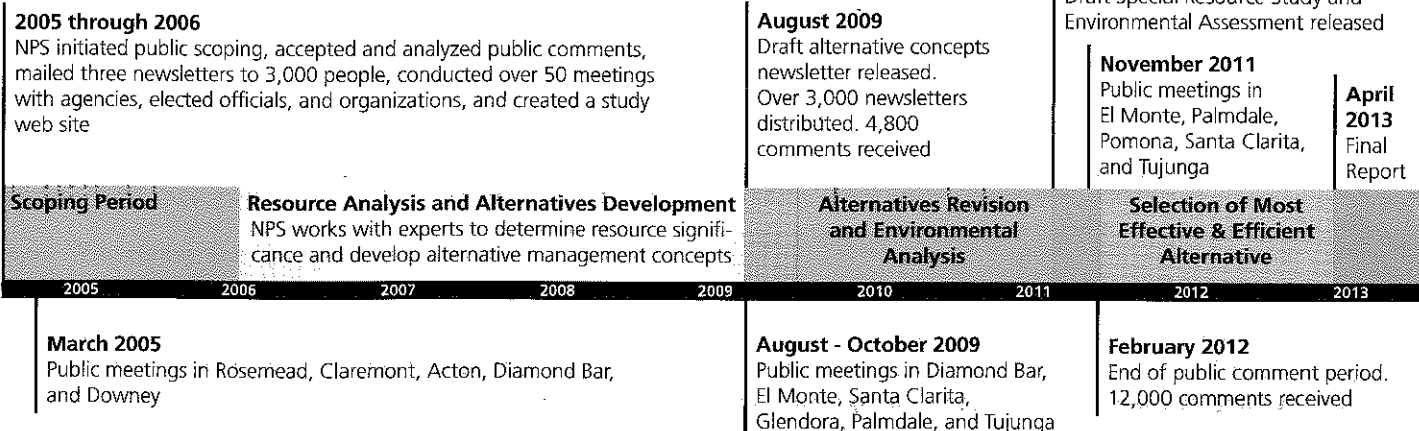 2005 through 2006
NPS initiated public scoping, accepted and analyzed public comments,
mailed three newsletters to 3,000 people, conducted over 50 meetings
with agencies, elected officials, and organizations, and created a study
web site
August 2009
Draft alternative concepts
newsletter released.
Over 3,000 newsletters
distributed. 4,800
comments received
Draft Special Resource Study and
Environmental Assessment released
November 2011
Public meetings in
El Monte, Palmdale,
Pomona, Santa Clarita,
and Tujunga
April
2013
Final
Report
Scoping Period
Resource Analysis and Alternatives Development
NPS works with experts to determine resource signifi-
cance and develop alternative management concepts
Alternatives Revision
and Environmental
Analysis
Selection of Most
Effective & Efficient
Alternative
2005 2006 2007 2008 2009 2010 2011 2012 2013
March 2005
Public meetings in Rosemead, Claremont, Acton, Diamond Bar,
and Downey
August - October 2009
Public meetings in Diamond Bar,
El Monte, Santa Clarita,
Glendora, Palmdale, and Tujunga
February 2012
End of public comment period.
12,000 comments received